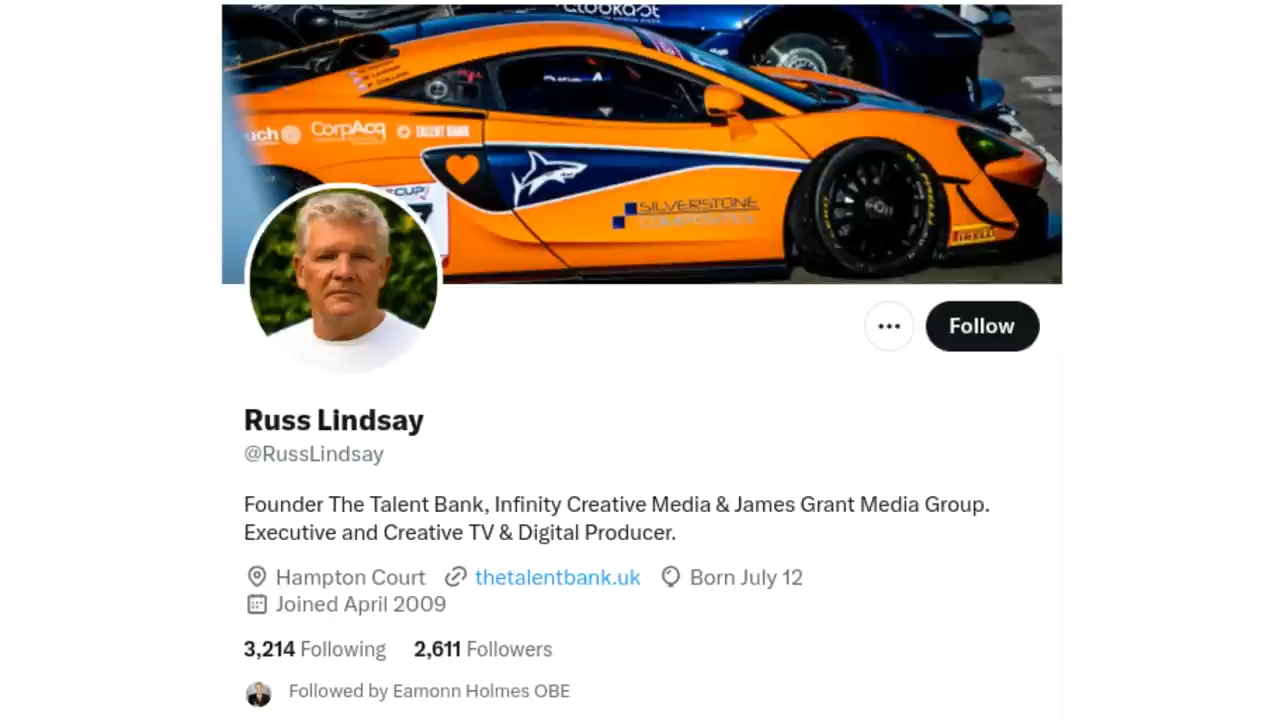 CorpAcq
TALENT BANK
SILVERSTONE
COMPOSITES
PIRELLI
Follow
Russ Lindsay
@RussLindsay
Founder The Talent Bank, Infinity Creative Media & James Grant Media Group.
Executive and Creative TV & Digital Producer.
Hampton Court thetalentbank.uk Born July 12
Joined April 2009
3,214 Following 2,611 Followers
Followed by Eamonn Holmes OBE